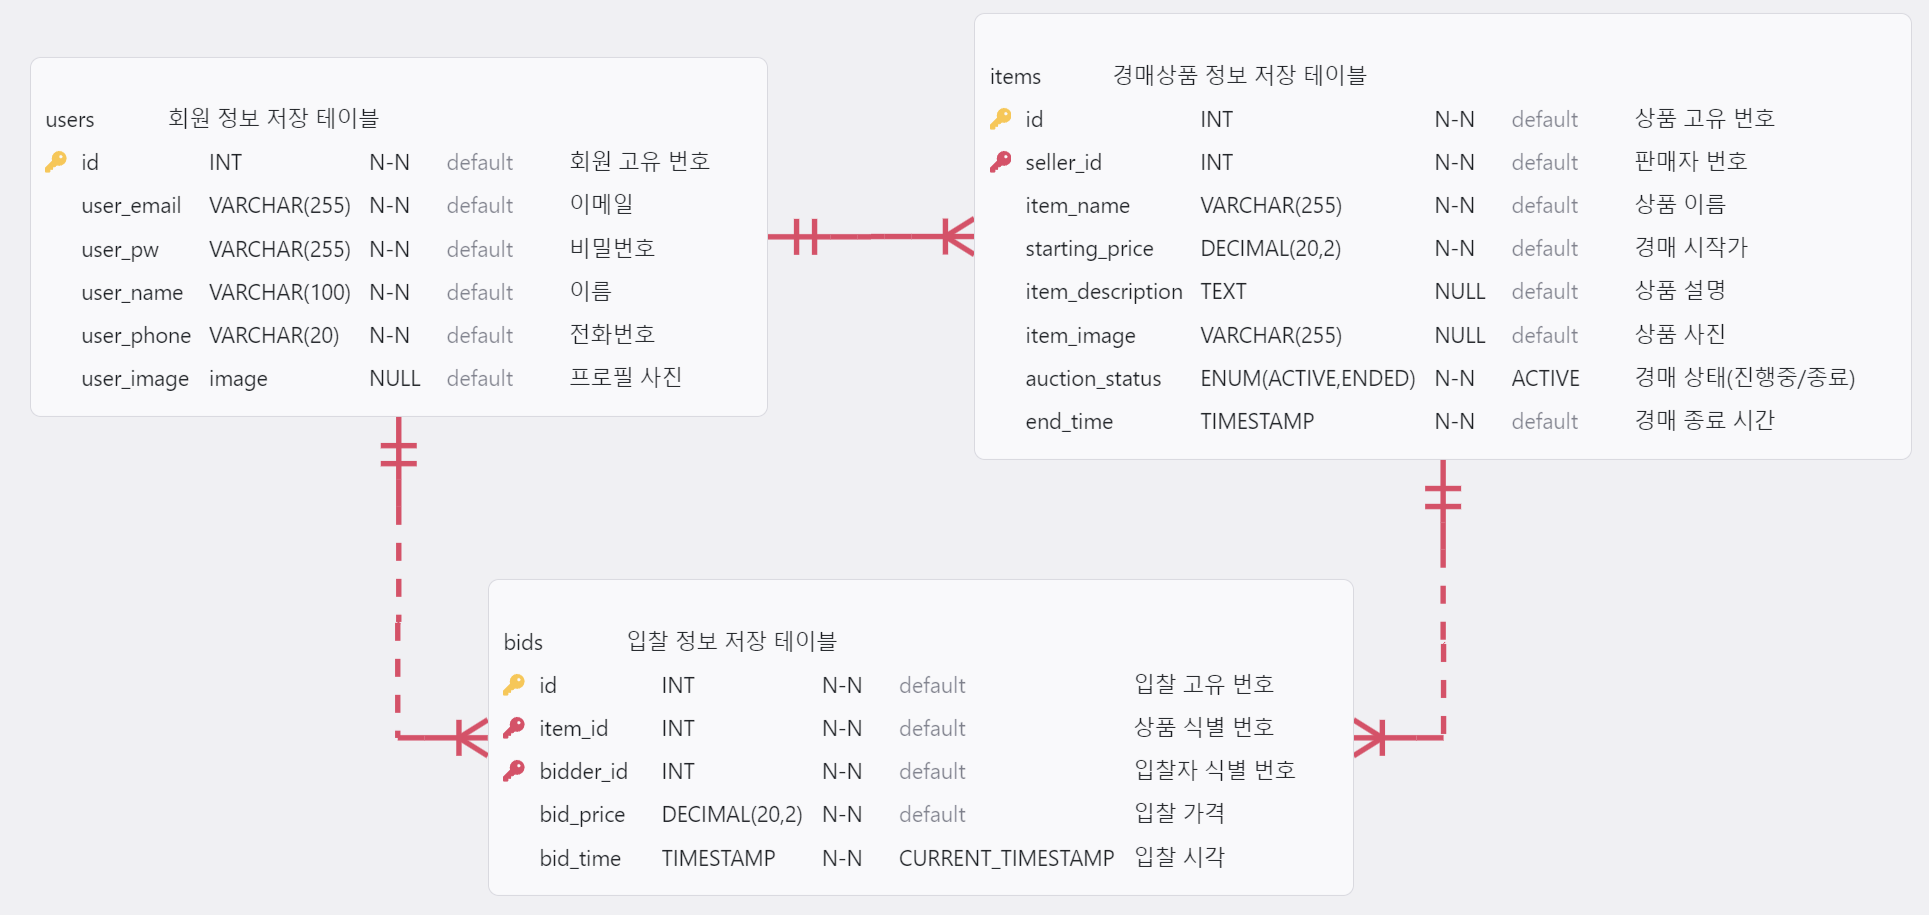 users 회원 정보 저장 테이블
id INT N-N default 회원 고유 번호
user_email VARCHAR(255) N-N default 이메일
user_pw VARCHAR(255) N-N default 비밀번호
user_name VARCHAR(100) N-N default 이름
user_phone VARCHAR(20) N-N default 전화번호
user_image image NULL default 프로필 사진
items 경매상품 정보 저장 테이블
id INT N-N default 상품 고유 번호
seller_id INT N-N default 판매자 번호
item_name VARCHAR(255) N-N default 상품 이름
starting_price DECIMAL(20,2) N-N default 경매 시작가
item_description TEXT NULL default 상품 설명
item_image VARCHAR(255) NULL default 상품 사진
auction_status ENUM(ACTIVE,ENDED) N-N ACTIVE 경매 상태(진행중/종료)
end_time TIMESTAMP N-N default 경매 종료 시간
bids 입찰 정보 저장 테이블
id INT N-N default 입찰 고유 번호
item_id INT N-N default 상품 식별 번호
bidder_id INT N-N default 입찰자 식별 번호
bid_price DECIMAL(20,2) N-N default 입찰 가격
bid_time TIMESTAMP N-N CURRENT_TIMESTAMP 입찰 시각